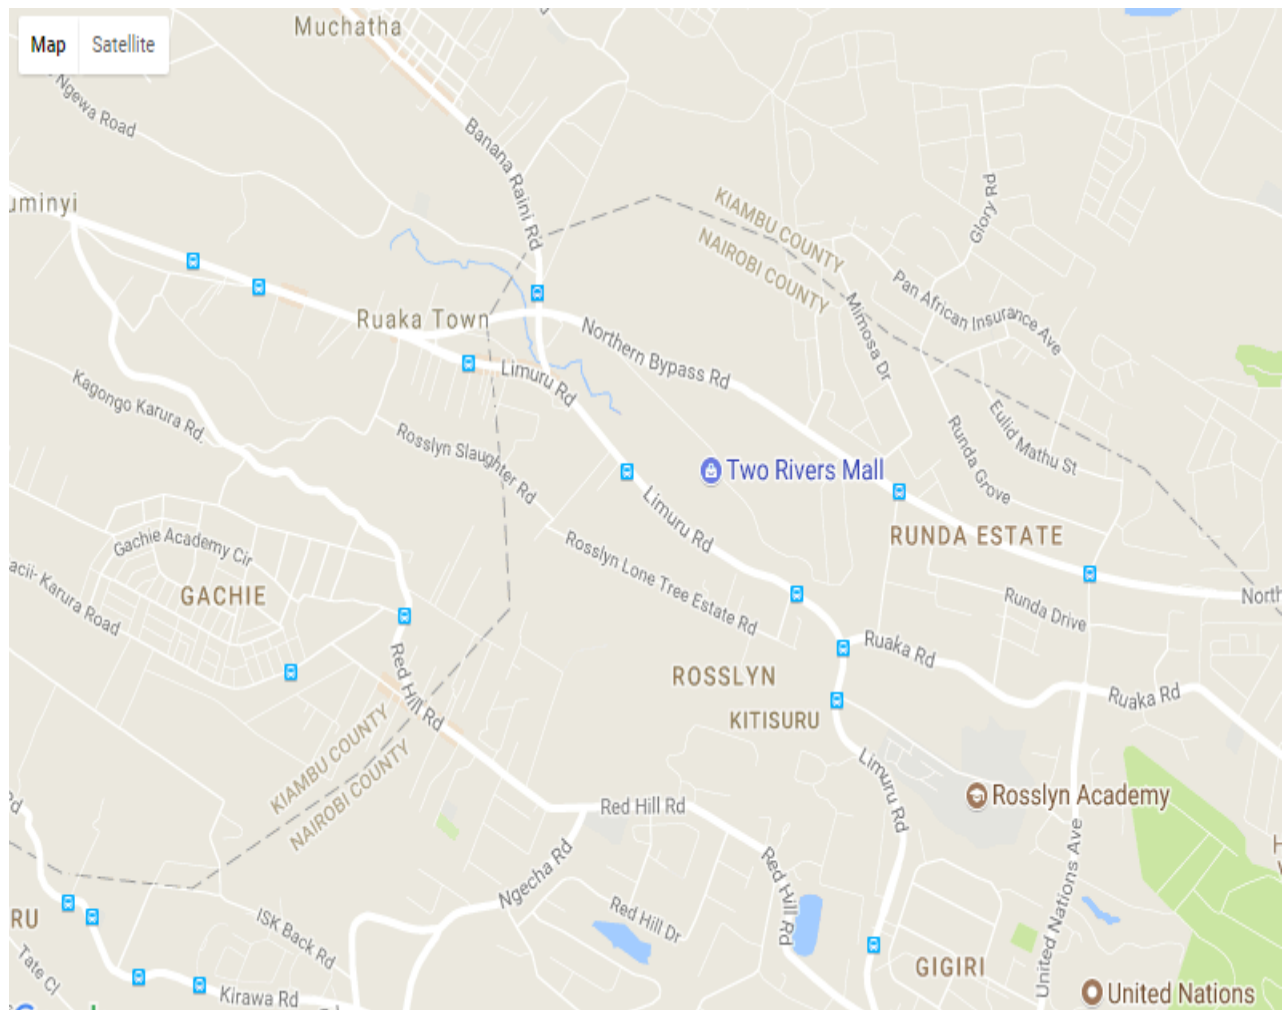 Muchatha
Map Satellite
Ngewa Road
Banana Raini Rd
uminyi
KIAMBU COUNTY
NAIROBI COUNTY
Glory Rd
Pan African Insurance Ave
Mimosa Dr
Ruaka Town
Northern Bypass Rd
Limuru Rd
Kagongo Karura Rd.
Rosslyn Slaughter Rd
Eulid Mathu St
Runda Grove
Two Rivers Mall
Limuru Rd
RUNDA ESTATE
Gachie Academy Cir
Rosslyn Lone Tree Estate Rd
acii- Karura Road
GACHIE
Runda Drive
North
Ruaka Rd
Red Hill Rd
ROSSLYN
KITISURU
Ruaka Rd
KIAMBU COUNTY
NAIROBI COUNTY
Limuru Rd
Rosslyn Academy
Rd
Red Hill Rd
Ngecha Rd
Red Hill Rd
United Nations Ave
RU
ISK Back Rd
Red Hill Dr
Tate Cl
GIGIRI
Kirawa Rd
United Nations